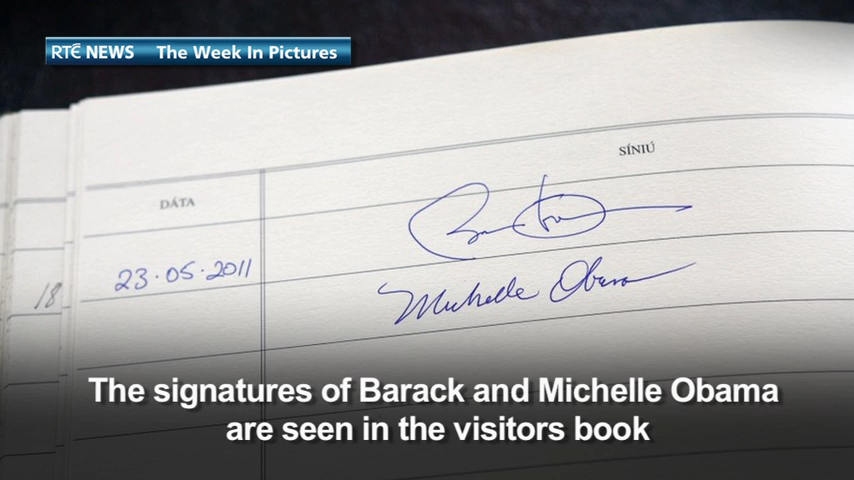 RTÉ NEWS The Week In Pictures
SÍNIÚ
DÁTA
23·05·2011
Michelle Obama
18
The signatures of Barack and Michelle Obama
are seen in the visitors book